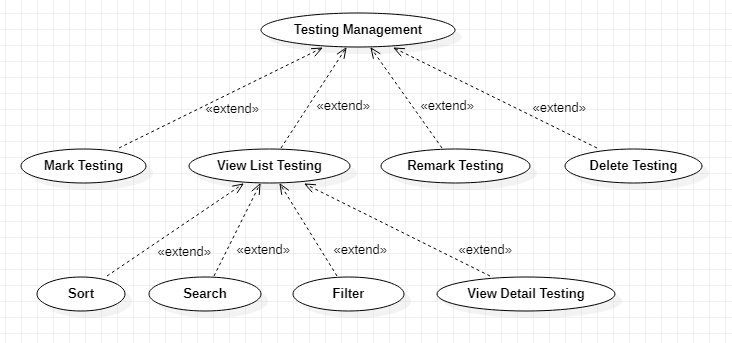 Testing Management
«extend»
«extend»
«extend»
«extend»
Mark Testing
View List Testing
Remark Testing
Delete Testing
«extend»
«extend»
«extend»
«extend»
Sort
Search
Filter
View Detail Testing